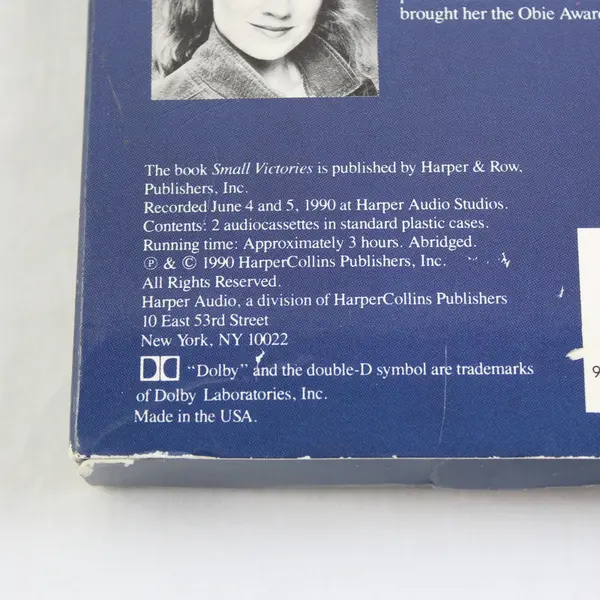 brought her the Obie Awar
The book Small Victories is published by Harper & Row,
Publishers, Inc.
Recorded June 4 and 5, 1990 at Harper Audio Studios.
Contents: 2 audiocassettes in standard plastic cases.
Running time: Approximately 3 hours. Abridged.
℗ & © 1990 HarperCollins Publishers, Inc.
All Rights Reserved.
Harper Audio, a division of HarperCollins Publishers
10 East 53rd Street
New York, NY 10022
"Dolby" and the double-D symbol are trademarks
of Dolby Laboratories, Inc.
Made in the USA.
9